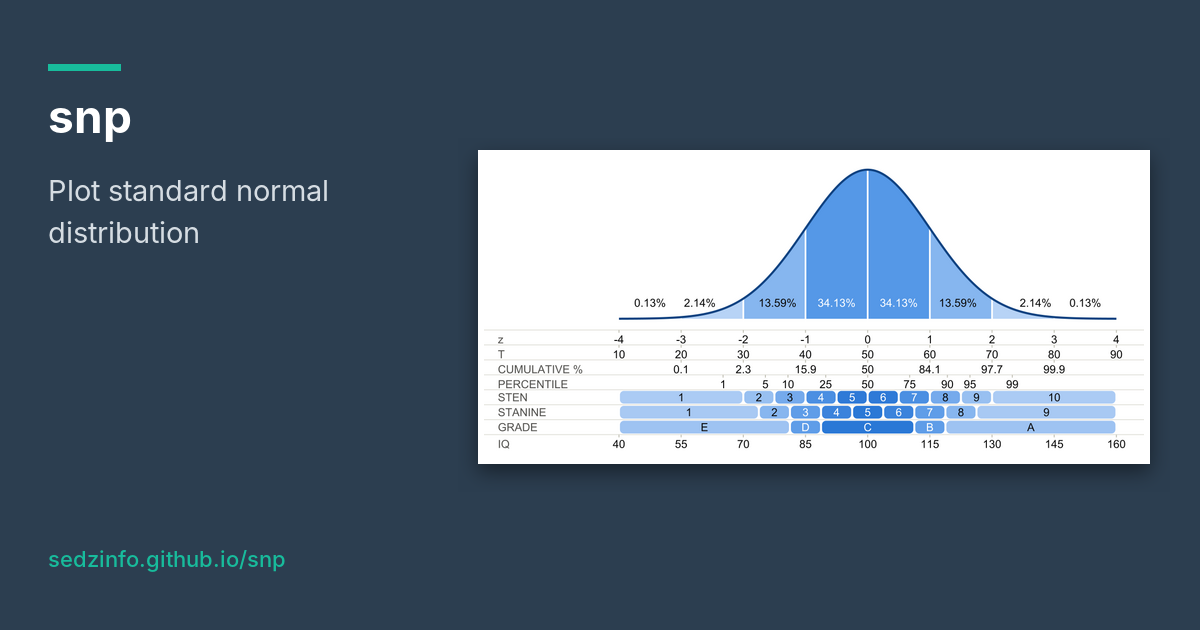 snp
Plot standard normal
distribution
0.13% 2.14% 13.59% 34.13% 34.13% 13.59% 2.14% 0.13%
z -4 -3 -2 -1 0 1 2 3 4
T 10 20 30 40 50 60 70 80 90
CUMULATIVE % 0.1 2.3 15.9 50 84.1 97.7 99.9
PERCENTILE 1 5 10 25 50 75 90 95 99
STEN 1 2 3 4 5 6 7 8 9 10
STANINE 1 2 3 4 5 6 7 8 9
GRADE E D C B A
IQ 40 55 70 85 100 115 130 145 160
sedzinfo.github.io/snp